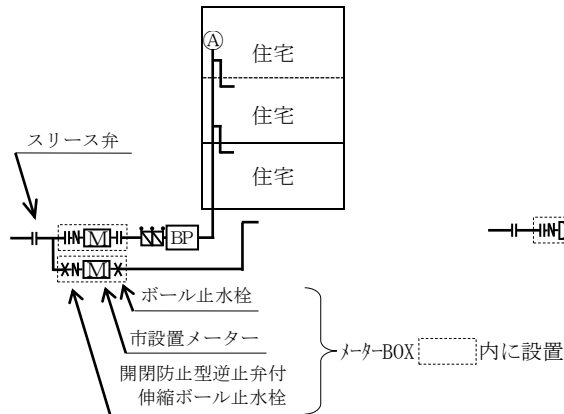 Ⓐ
住宅
住宅
住宅
スリース弁
M
BP
M
ボール止水栓
市設置メーター
メーターBOX 内に設置
開閉防止型逆止弁付
伸縮ボール止水栓